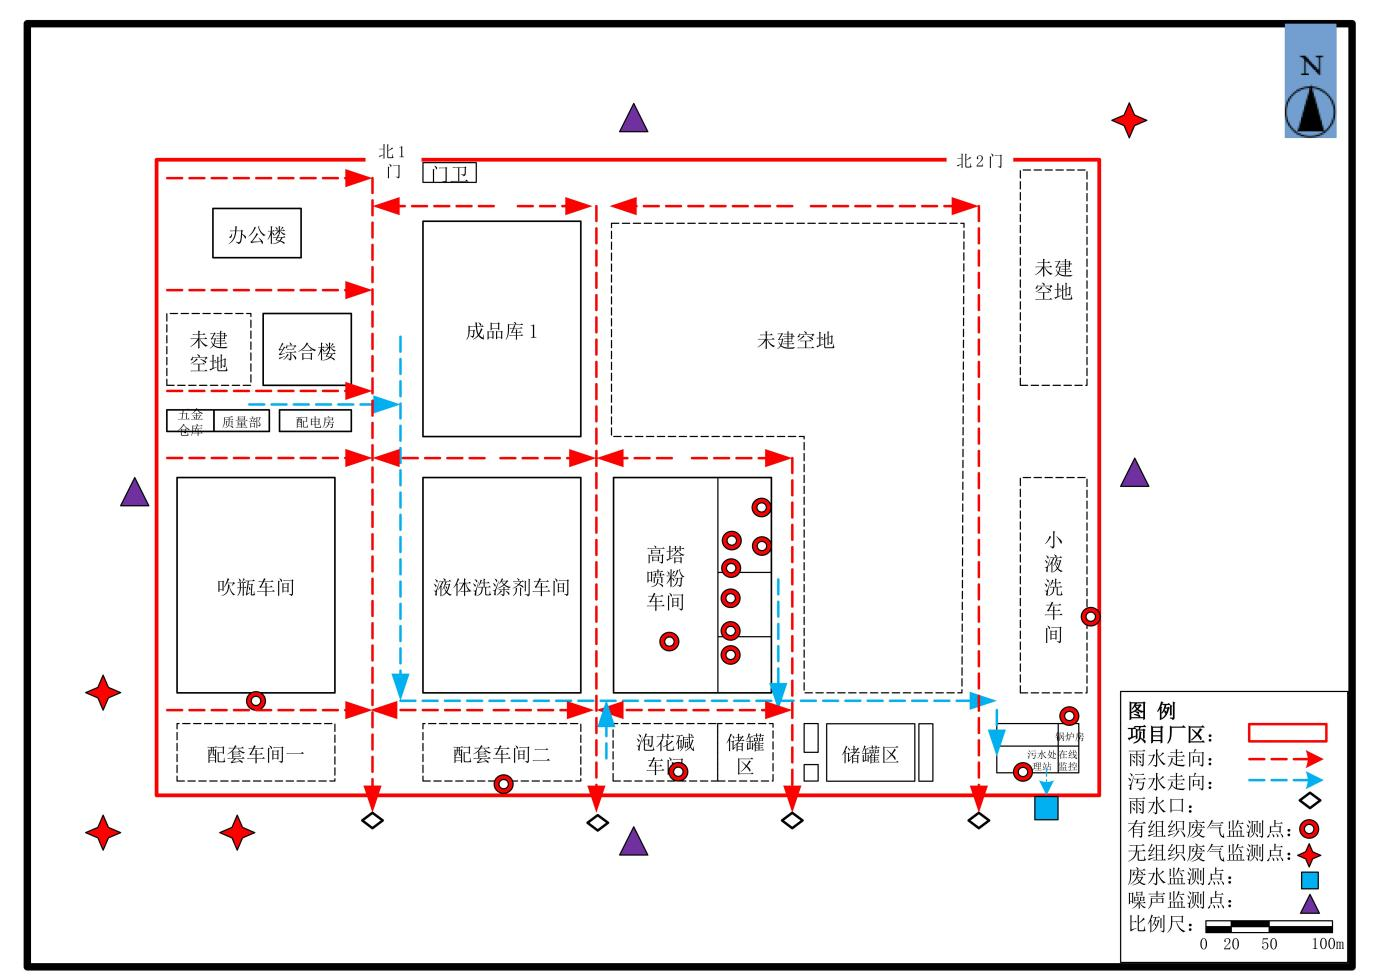 N
北1
门
门卫
北2门
办公楼
未建
空地
综合楼
成品库1
未建空地
未建
空地
五金
仓库
质量部
配电房
吹瓶车间
液体洗涤剂车间
高塔
喷粉
车间
小
液
洗
车
间
配套车间一
配套车间二
泡花碱
车间
储罐
区
储罐区
锅炉房
污水处
理站
在线
监控
图 例
项目厂区：
雨水走向：
污水走向：
雨水口：
有组织废气监测点：
无组织废气监测点：
废水监测点：
噪声监测点：
比例尺：
0 20 50 100m